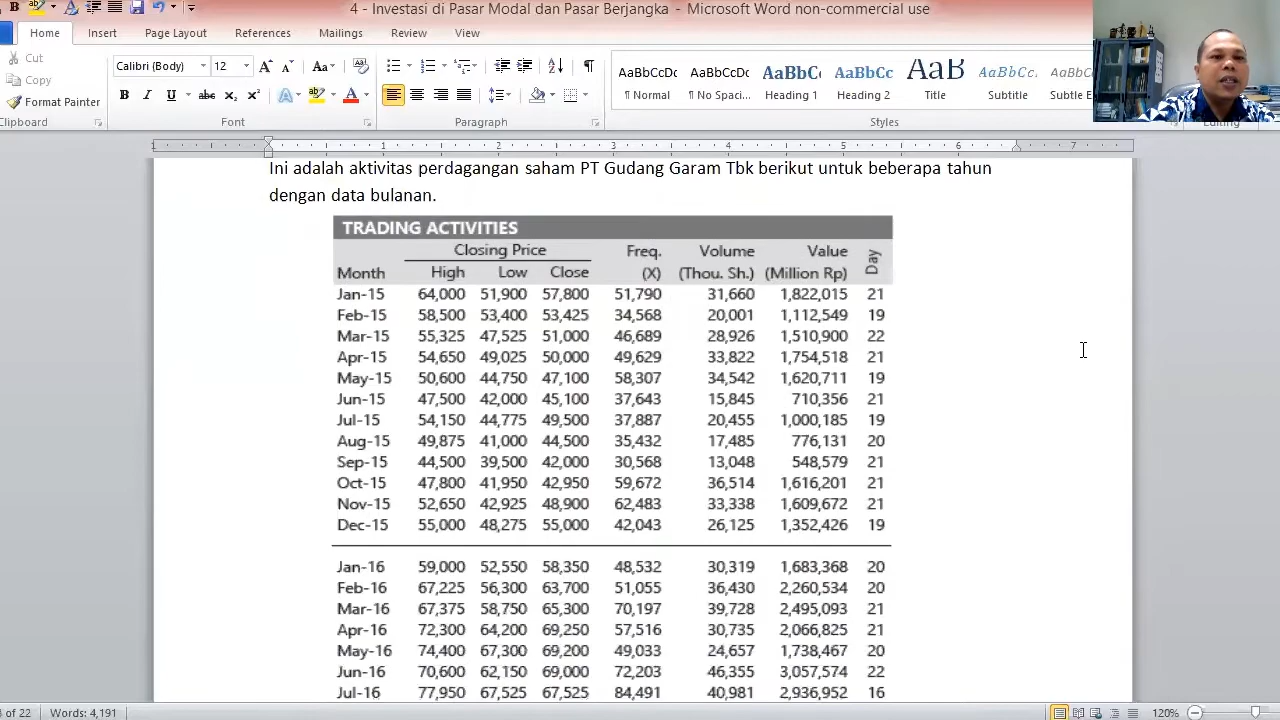 4 - Investasi di Pasar Modal dan Pasar Berjangka - Microsoft Word non-commercial use
Home Insert Page Layout References Mailings Review View
Cut
Copy
Format Painter
Clipboard
Calibri (Body) 12
Font
Paragraph
AaBbCcDc AaBbCcDc AaBbC AaBbCc AaB AaBbCc. AaBbCc
¶ Normal ¶ No Spaci... Heading 1 Heading 2 Title Subtitle Subtle E
Styles
Editing
1 1 2 3 4 5 6 7
Ini adalah aktivitas perdagangan saham PT Gudang Garam Tbk berikut untuk beberapa tahun
dengan data bulanan.
TRADING ACTIVITIES
Closing Price Freq. Volume Value Day
Month High Low Close (X) (Thou. Sh.) (Million Rp)
Jan-15 64,000 51,900 57,800 51,790 31,660 1,822,015 21
Feb-15 58,500 53,400 53,425 34,568 20,001 1,112,549 19
Mar-15 55,325 47,525 51,000 46,689 28,926 1,510,900 22
Apr-15 54,650 49,025 50,000 49,629 33,822 1,754,518 21
May-15 50,600 44,750 47,100 58,307 34,542 1,620,711 19
Jun-15 47,500 42,000 45,100 37,643 15,845 710,356 21
Jul-15 54,150 44,775 49,500 37,887 20,455 1,000,185 19
Aug-15 49,875 41,000 44,500 35,432 17,485 776,131 20
Sep-15 44,500 39,500 42,000 30,568 13,048 548,579 21
Oct-15 47,800 41,950 42,950 59,672 36,514 1,616,201 21
Nov-15 52,650 42,925 48,900 62,483 33,338 1,609,672 21
Dec-15 55,000 48,275 55,000 42,043 26,125 1,352,426 19
Jan-16 59,000 52,550 58,350 48,532 30,319 1,683,368 20
Feb-16 67,225 56,300 63,700 51,055 36,430 2,260,534 20
Mar-16 67,375 58,750 65,300 70,197 39,728 2,495,093 21
Apr-16 72,300 64,200 69,250 57,516 30,735 2,066,825 21
May-16 74,400 67,300 69,200 49,033 24,657 1,738,467 20
Jun-16 70,600 62,150 69,000 72,203 46,355 3,057,574 22
Jul-16 77,950 67,525 67,525 84,491 40,981 2,936,952 16
of 22 Words: 4,191 120%